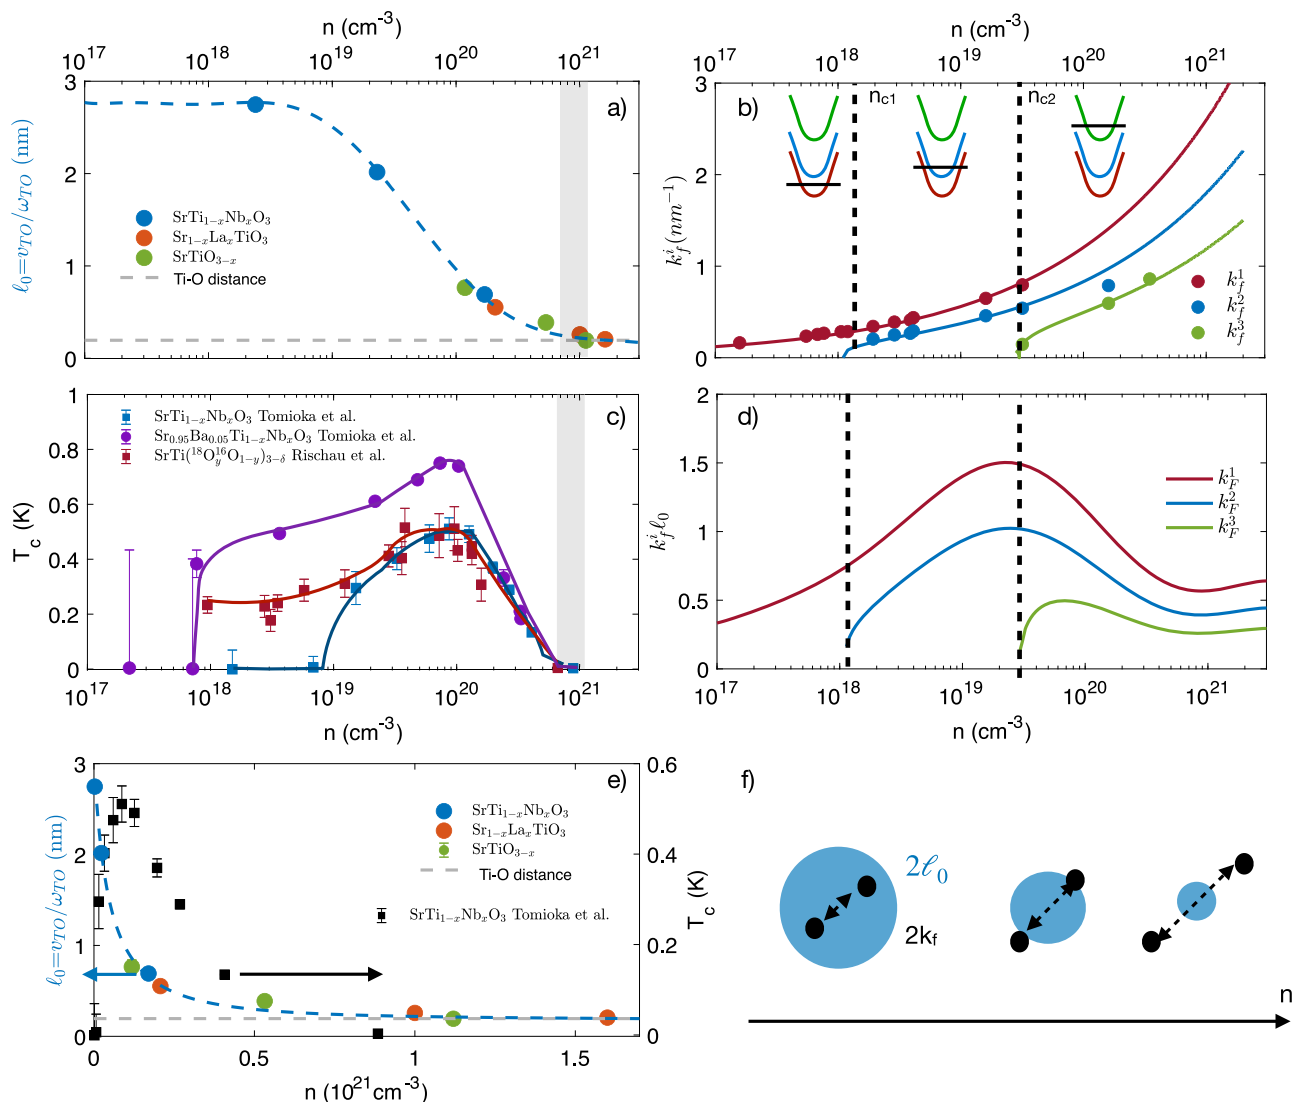 n (cm⁻³)
10¹⁷ 10¹⁸ 10¹⁹ 10²⁰ 10²¹
a)
3
2
1
0
ℓ₀=v_TO/ω_TO (nm)
SrTi₁₋ₓNbₓO₃
Sr₁₋ₓLaₓTiO₃
SrTiO₃₋ₓ
Ti-O distance
n (cm⁻³)
10¹⁷ 10¹⁸ 10¹⁹ 10²⁰ 10²¹
b)
n_c1
n_c2
3
2
1
0
k_f^i(nm⁻¹)
k_f^1
k_f^2
k_f^3
c)
1
0.8
0.6
0.4
0.2
0
T_c (K)
SrTi₁₋ₓNbₓO₃ Tomioka et al.
Sr₀.₉₅Ba₀.₀₅Ti₁₋ₓNbₓO₃ Tomioka et al.
SrTi(¹⁸O_y¹⁶O₁₋y)₃₋δ Rischau et al.
10¹⁷ 10¹⁸ 10¹⁹ 10²⁰ 10²¹
n (cm⁻³)
d)
2
1.5
1
0.5
0
k_f^i ℓ₀
k_F^1
k_F^2
k_F^3
10¹⁷ 10¹⁸ 10¹⁹ 10²⁰ 10²¹
n (cm⁻³)
e)
3
2
1
0
ℓ₀=v_TO/ω_TO (nm)
SrTi₁₋ₓNbₓO₃
Sr₁₋ₓLaₓTiO₃
SrTiO₃₋ₓ
Ti-O distance
SrTi₁₋ₓNbₓO₃ Tomioka et al.
0.6
0.4
0.2
0
T_c (K)
0 0.5 1 1.5
n (10²¹cm⁻³)
f)
2ℓ₀
2k_f
n